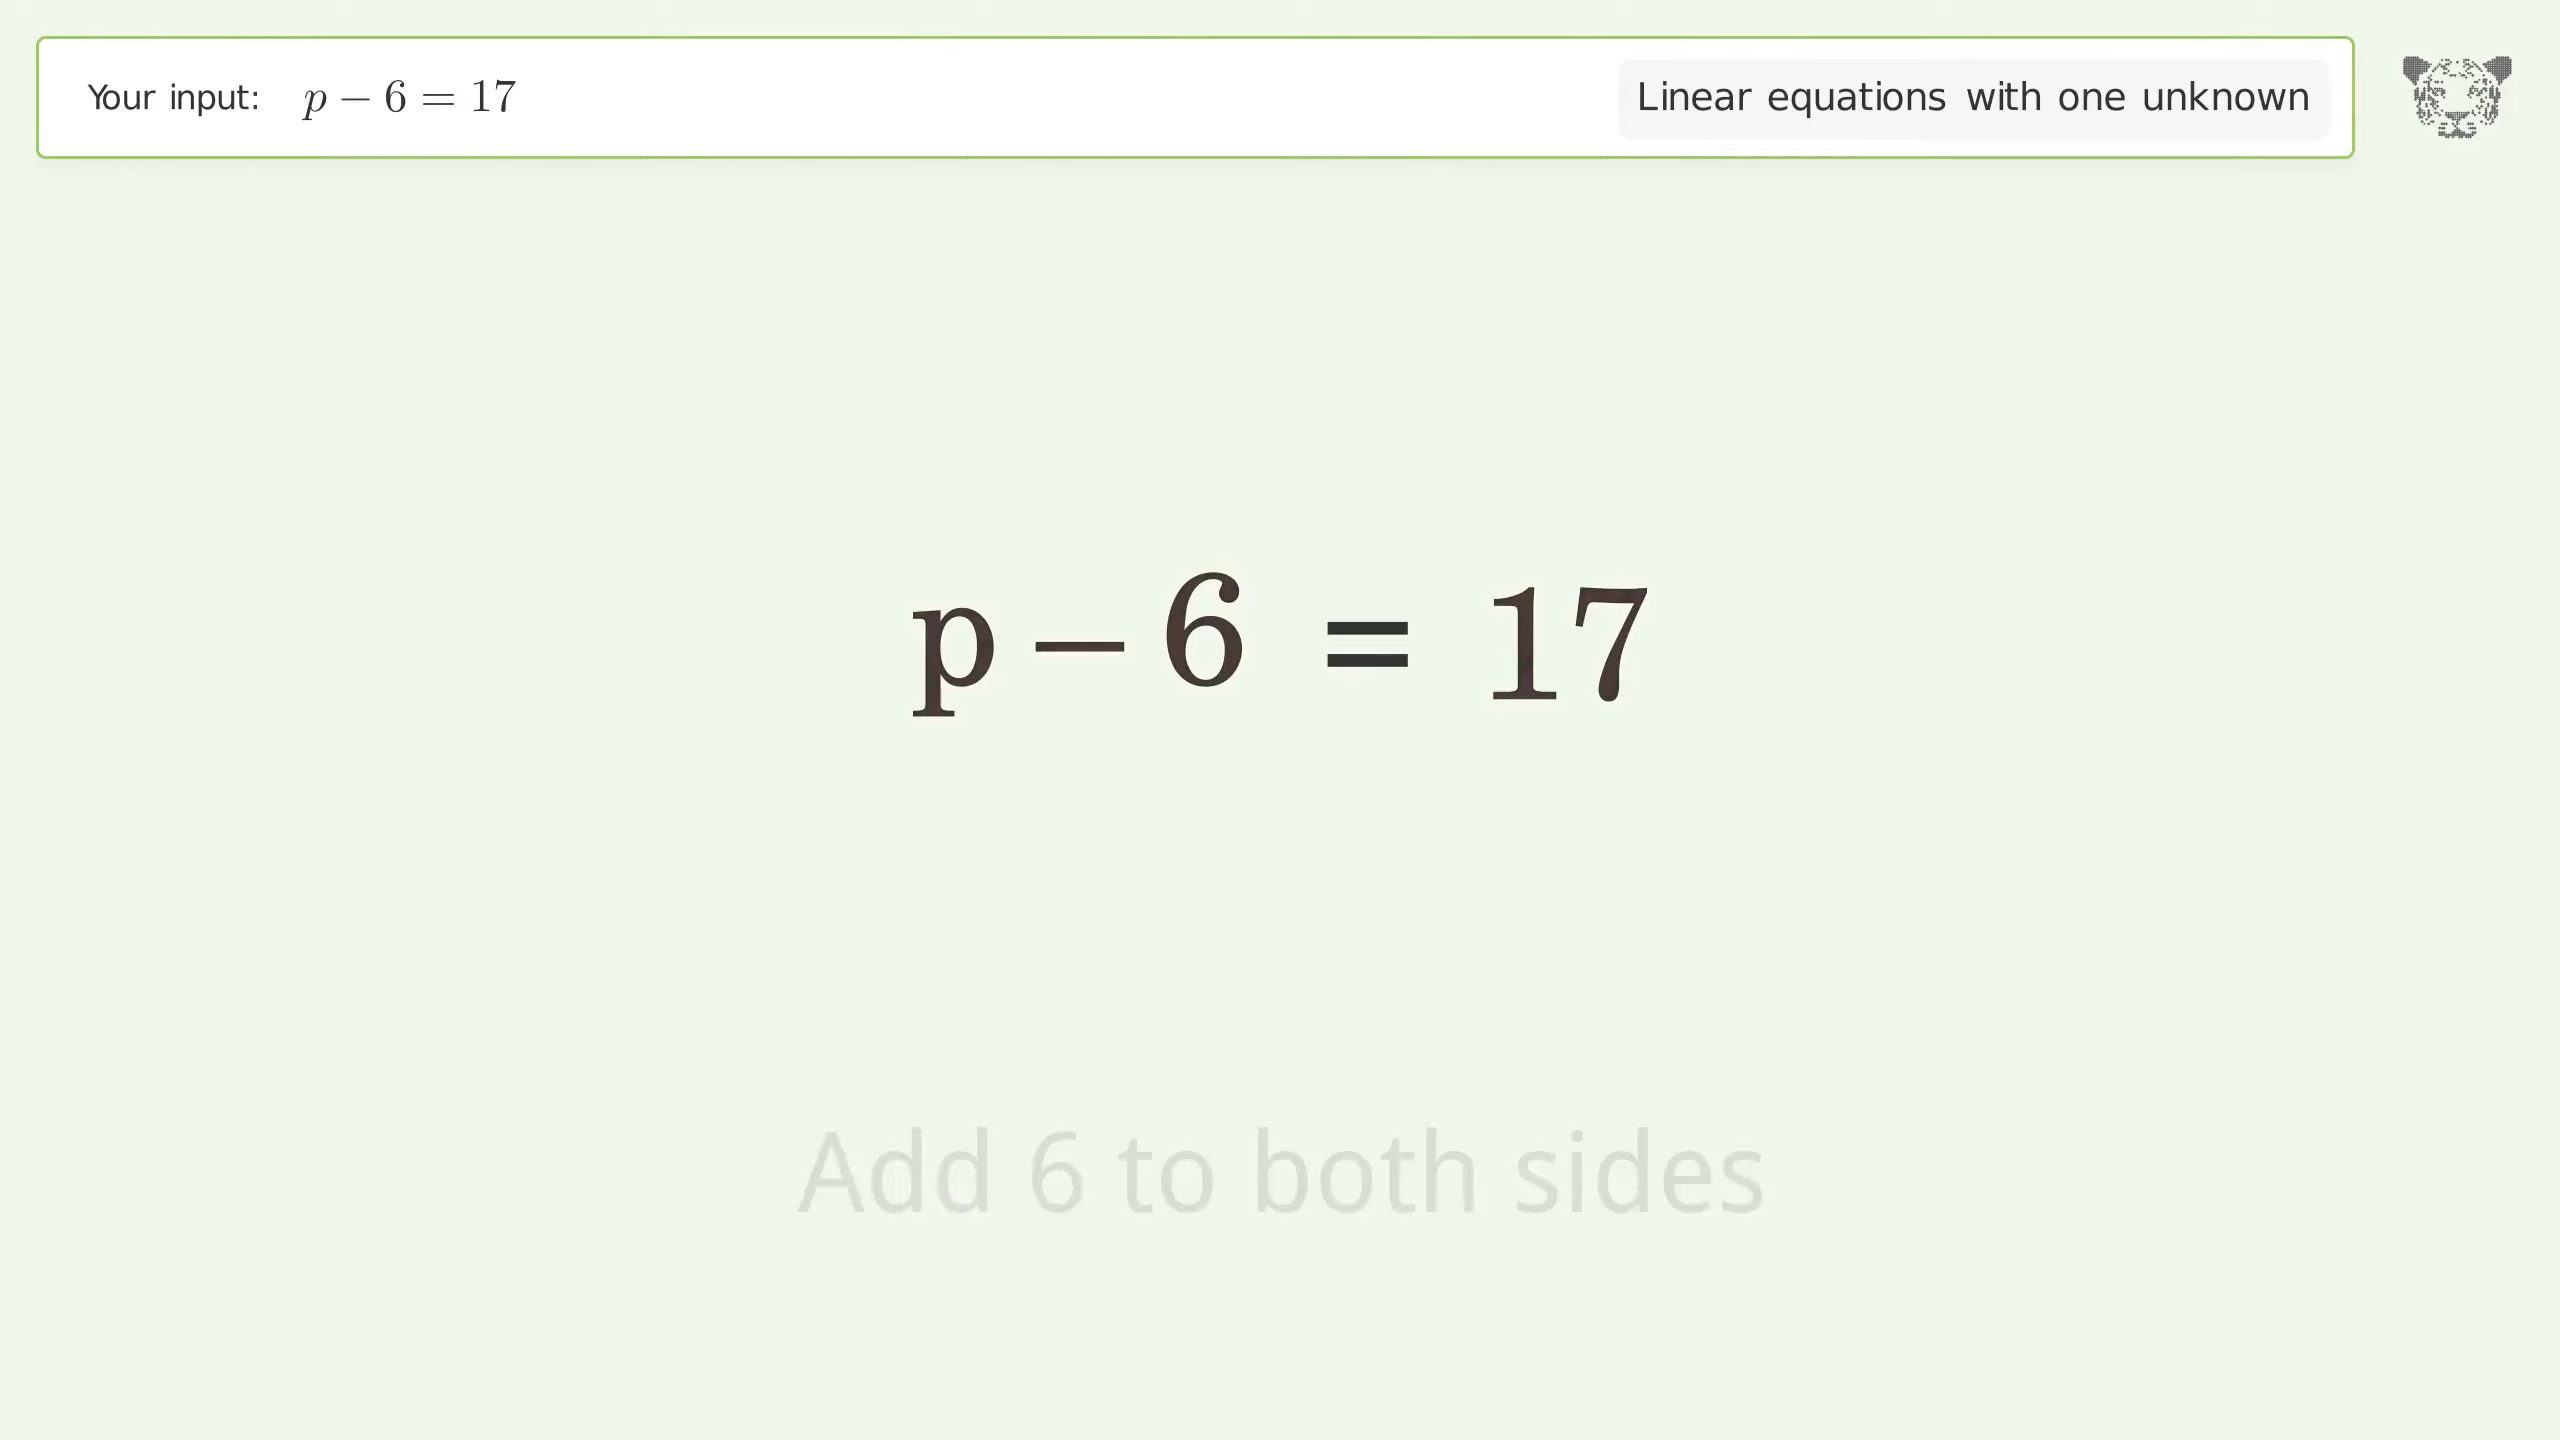 Your input: p − 6 = 17
Linear equations with one unknown
p − 6 = 17
Add 6 to both sides